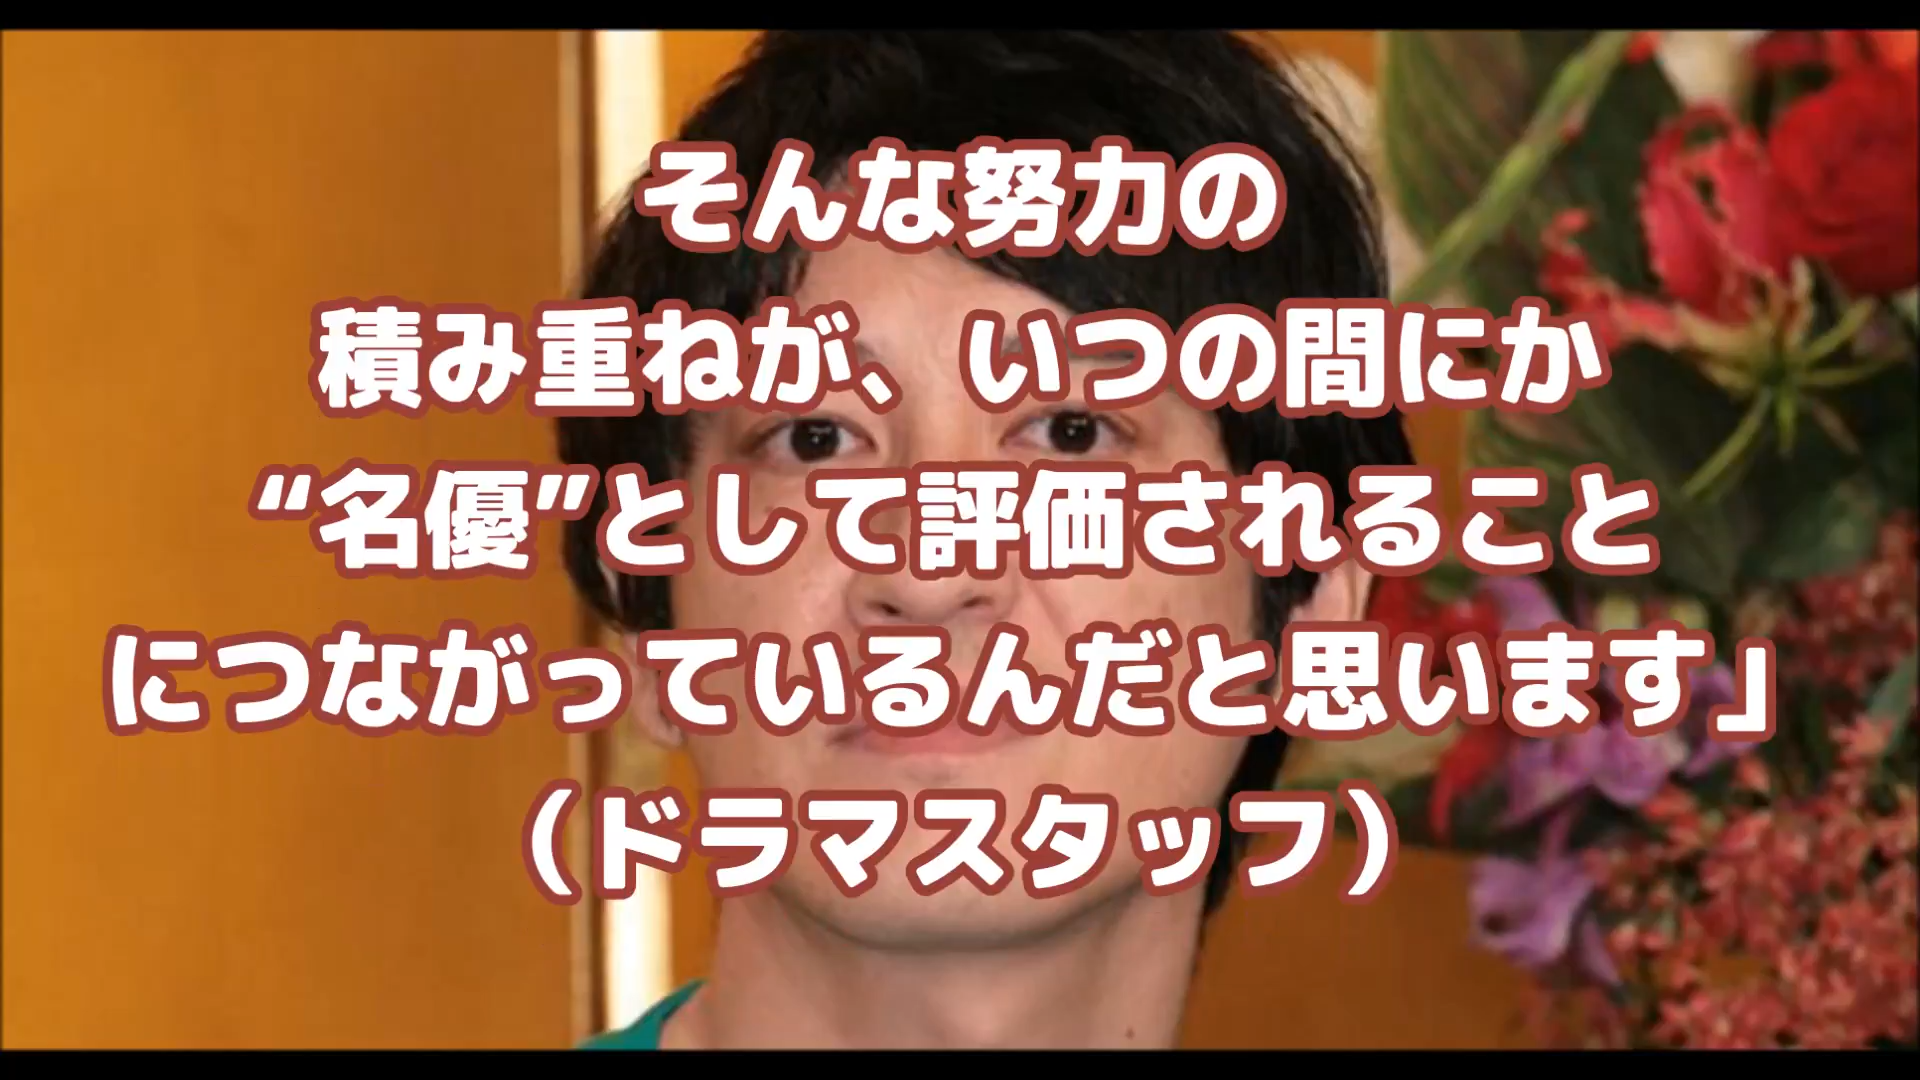 そんな努力の
積み重ねが、いつの間にか
“名優”として評価されること
につながっているんだと思います」
（ドラマスタッフ）